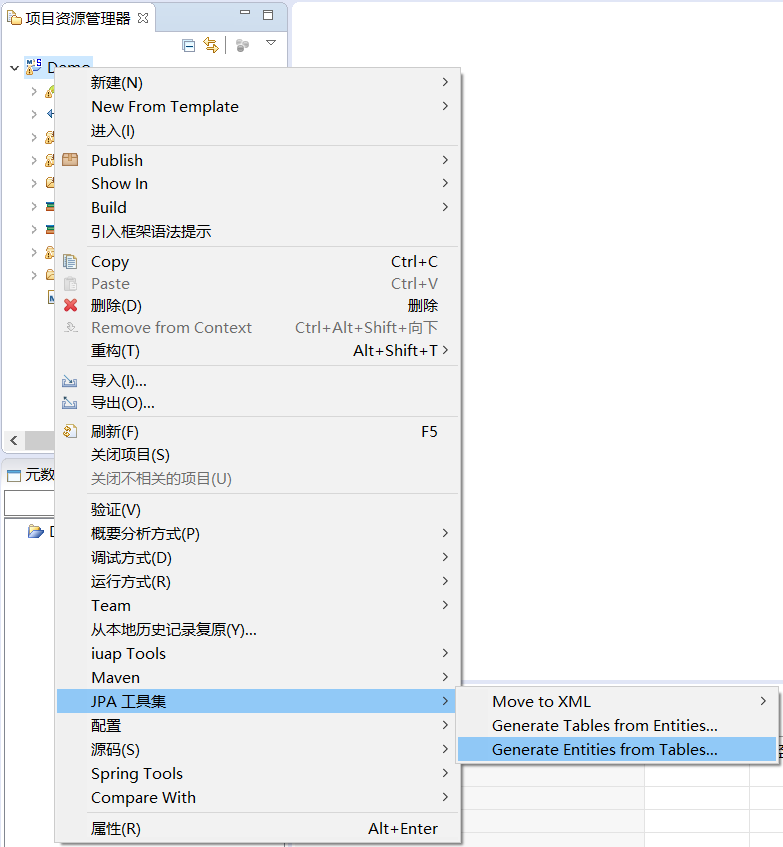 项目资源管理器
Demo
新建(N)
New From Template
进入(I)
Publish
Show In
Build
引入框架语法提示
Copy Ctrl+C
Paste Ctrl+V
删除(D) 删除
Remove from Context Ctrl+Alt+Shift+向下
重构(T) Alt+Shift+T
导入(I)...
导出(O)...
刷新(F) F5
关闭项目(S)
关闭不相关的项目(U)
元数
验证(V)
概要分析方式(P)
调试方式(D)
运行方式(R)
Team
从本地历史记录复原(Y)...
iuap Tools
Maven
JPA 工具集
Move to XML
配置
Generate Tables from Entities...
源码(S)
Generate Entities from Tables...
Spring Tools
Compare With
属性(R) Alt+Enter